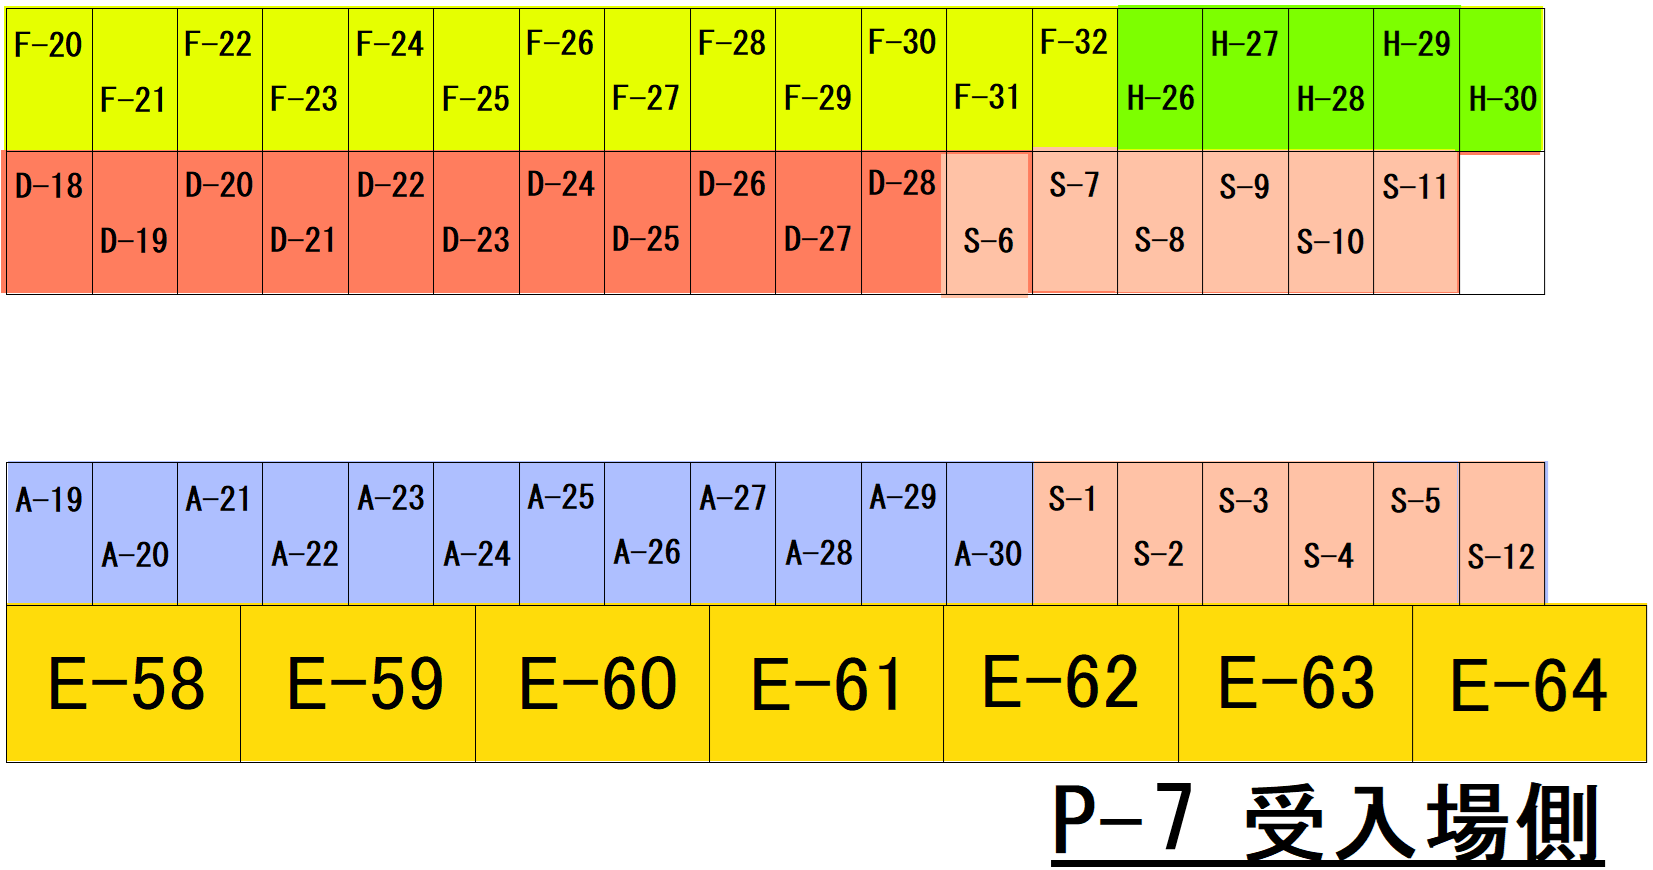 F-20 F-21 F-22 F-23 F-24 F-25 F-26 F-27 F-28 F-29 F-30 F-31 F-32 H-26 H-27 H-28 H-29 H-30
D-18 D-19 D-20 D-21 D-22 D-23 D-24 D-25 D-26 D-27 D-28 S-6 S-7 S-8 S-9 S-10 S-11
A-19 A-20 A-21 A-22 A-23 A-24 A-25 A-26 A-27 A-28 A-29 A-30 S-1 S-2 S-3 S-4 S-5 S-12
E-58 E-59 E-60 E-61 E-62 E-63 E-64
P-7 受入場側